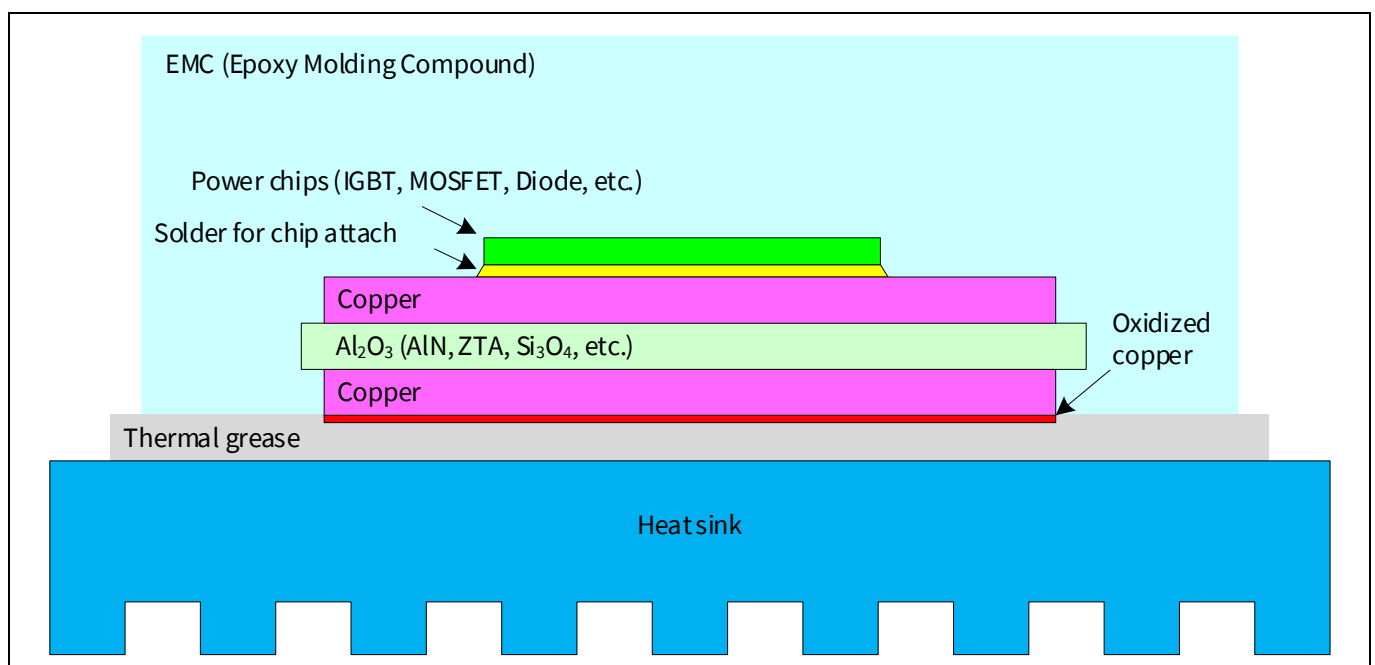 EMC (Epoxy Molding Compound)
Power chips (IGBT, MOSFET, Diode, etc.)
Solder for chip attach
Copper
Al₂O₃ (AlN, ZTA, Si₃O₄, etc.)
Oxidized
copper
Copper
Thermal grease
Heat sink